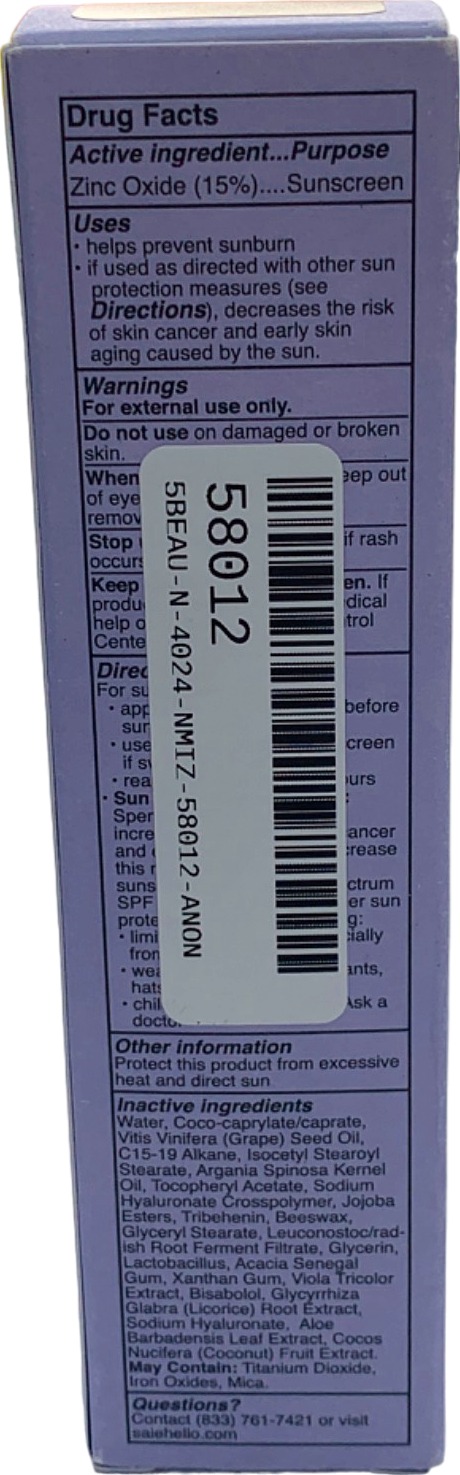 Drug Facts
Active ingredient...Purpose
Zinc Oxide (15%)....Sunscreen
Uses
· helps prevent sunburn
· if used as directed with other sun
protection measures (see
Directions), decreases the risk
of skin cancer and early skin
aging caused by the sun.
Warnings
For external use only.
Do not use on damaged or broken
skin.
When eep out
of eye
remov
Stop if rash
occurs
Keep en. If
produ dical
help o trol
Cente
Direc
For su
· app before
sun
· use creen
if sw
· rea urs
· Sun :
Spen
incre ancer
and crease
this r
suns ctrum
SPF er sun
prote g:
· limi ially
from
· wea ants,
hats
· chil Ask a
docto
58012
5BEAU-N-4024-NMTZ-58012-ANON
Other information
Protect this product from excessive
heat and direct sun
Inactive ingredients
Water, Coco-caprylate/caprate,
Vitis Vinifera (Grape) Seed Oil,
C15-19 Alkane, Isocetyl Stearoyl
Stearate, Argania Spinosa Kernel
Oil, Tocopheryl Acetate, Sodium
Hyaluronate Crosspolymer, Jojoba
Esters, Tribehenin, Beeswax,
Glyceryl Stearate, Leuconostoc/rad-
ish Root Ferment Filtrate, Glycerin,
Lactobacillus, Acacia Senegal
Gum, Xanthan Gum, Viola Tricolor
Extract, Bisabolol, Glycyrrhiza
Glabra (Licorice) Root Extract,
Sodium Hyaluronate, Aloe
Barbadensis Leaf Extract, Cocos
Nucifera (Coconut) Fruit Extract.
May Contain: Titanium Dioxide,
Iron Oxides, Mica.
Questions?
Contact (833) 761-7421 or visit
saiehello.com